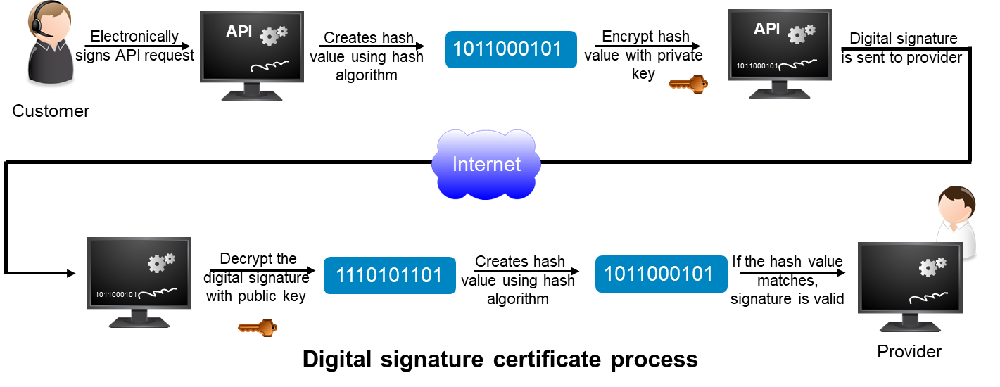 Electronically
signs API request
API
Creates hash
value using hash
algorithm
1011000101
Encrypt hash
value with private
key
API
1011000101
Digital signature
is sent to provider
Customer
Internet
1011000101
Decrypt the
digital signature
with public key
1110101101
Creates hash
value using hash
algorithm
1011000101
If the hash value
matches,
signature is valid
Provider
Digital signature certificate process